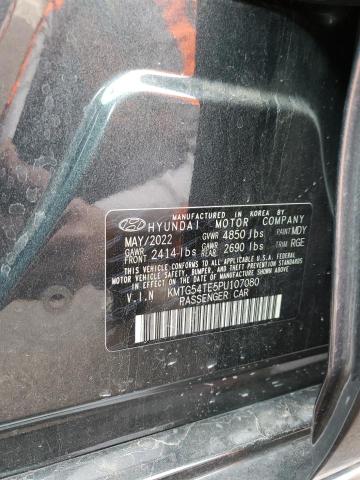 MANUFACTURED IN KOREA BY
HYUNDAI MOTOR COMPANY
MAY/2022 GVWR 4850 lbs PAINT MDY
GAWR FRONT 2414 lbs GAWR REAR 2690 lbs TRIM RGE
THIS VEHICLE CONFORMS TO ALL APPLICABLE U.S.A. FEDERAL
MOTOR VEHICLE SAFETY, BUMPER, AND THEFT PREVENTION
STANDARDS IN EFFECT ON THE DATE OF MANUFACTURE
SHOWN ABOVE.
V.I.N KMTG54TE5PU107080
PASSENGER CAR